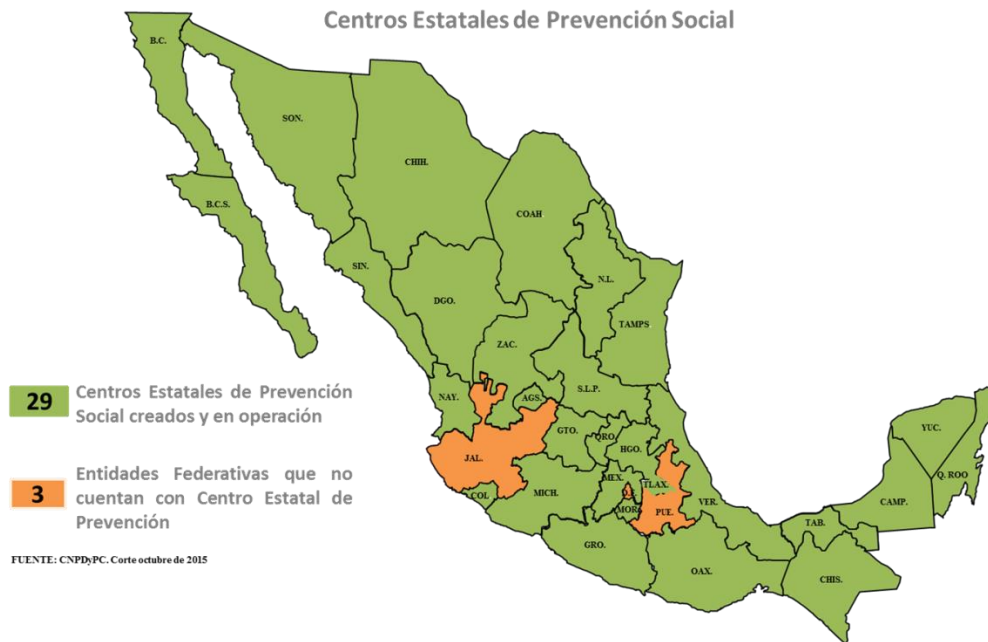 Centros Estatales de Prevención Social
B.C.
SON.
CHIH.
B.C.S.
COAH
SIN.
N.L.
DGO.
TAMPS
ZAC.
S.L.P.
29
Centros Estatales de Prevención
Social creados y en operación
NAY.
AGS.
GTO.
QRO.
HGO.
YUC.
JAL.
Q. ROO
3
Entidades Federativas que no
cuentan con Centro Estatal de
Prevención
COL
MICH.
MEX.
D.F.
TLAX.
MOR.
PUE.
VER.
CAMP.
TAB.
GRO.
OAX.
CHIS.
FUENTE: CNPDyPC. Corte octubre de 2015